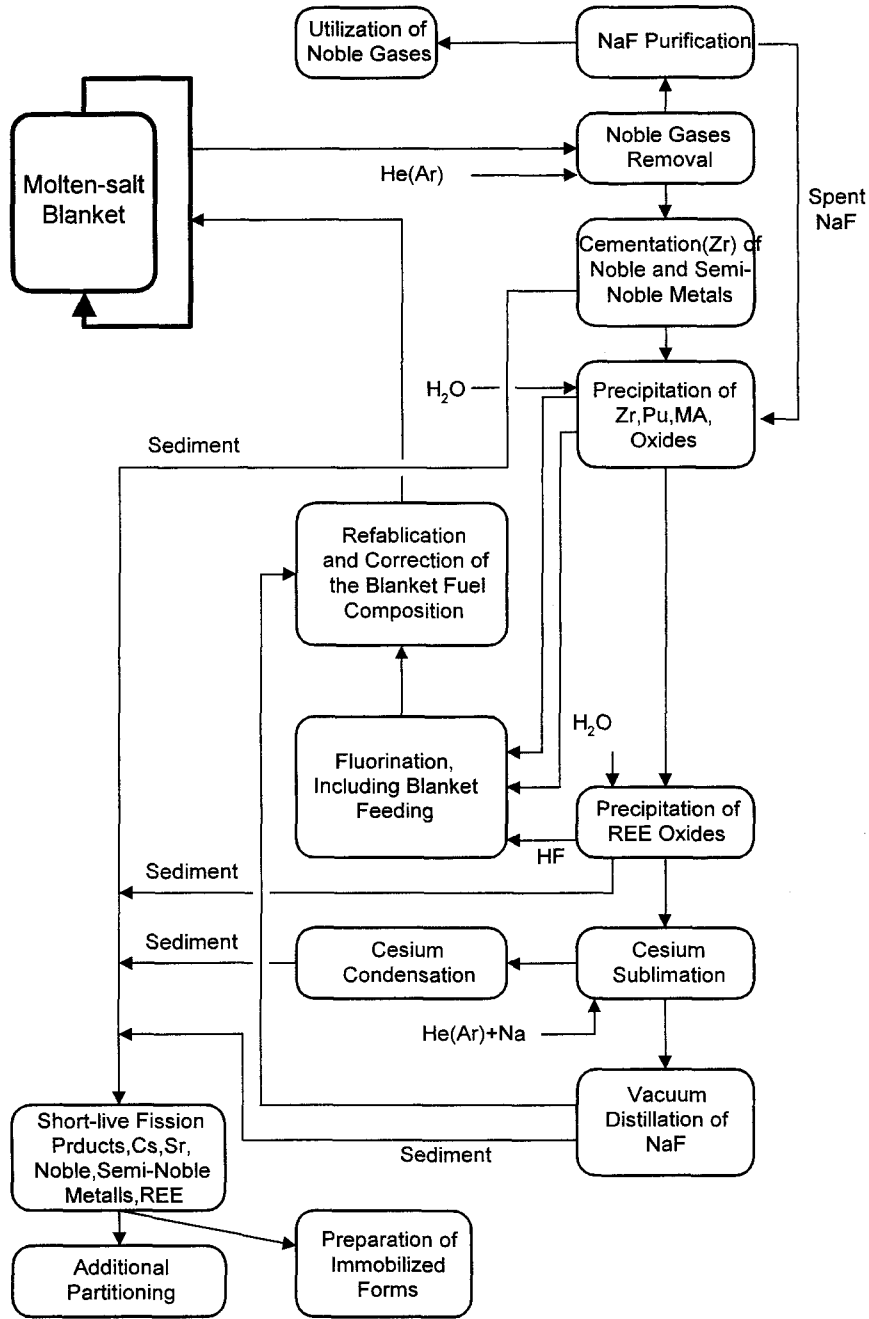 Utilization of
Noble Gases
NaF Purification
Molten-salt
Blanket
Noble Gases
Removal
He(Ar)
Spent
NaF
Cementation(Zr) of
Noble and Semi-
Noble Metals
H₂O
Precipitation of
Zr,Pu,MA,
Oxides
Sediment
Refablication
and Correction of
the Blanket Fuel
Composition
H₂O
Fluorination,
Including Blanket
Feeding
Precipitation of
REE Oxides
HF
Sediment
Sediment
Cesium
Condensation
Cesium
Sublimation
He(Ar)+Na
Vacuum
Distillation of
NaF
Sediment
Short-live Fission
Prducts,Cs,Sr,
Noble,Semi-Noble
Metalls,REE
Preparation of
Immobilized
Forms
Additional
Partitioning